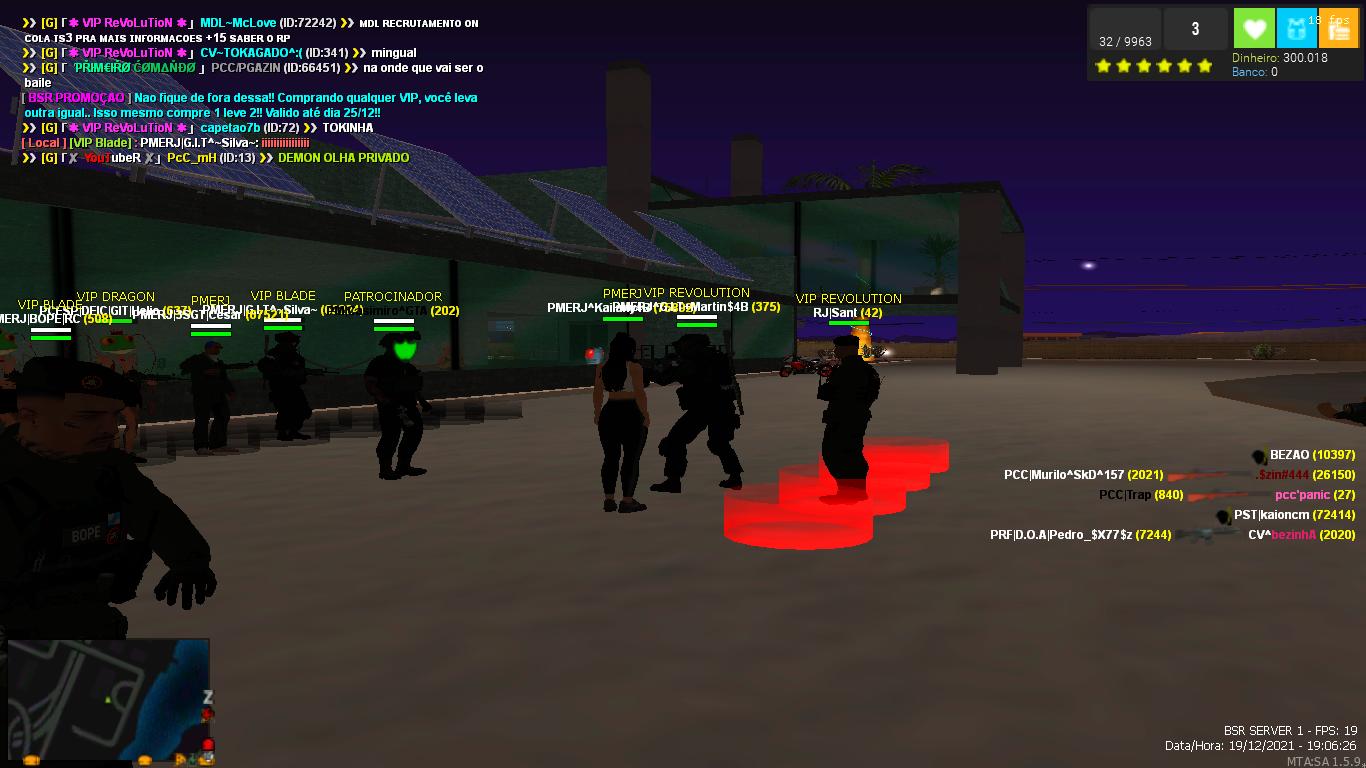 >> [G] 「✵ VIP ReVoLuTioN ✵」 MDL~McLove (ID:72242) >> MDL RECRUTAMENTO ON
COLA TS3 PRA MAIS INFORMACOES +15 SABER O RP
>> [G] 「✵ VIP ReVoLuTioN ✵」 CV~TOKAGADO^:( (ID:341) >> mingual
PCC/PGAZIN (ID:66451) >> na onde que vai ser o
baile
[ BSR PROMOÇAO ] Nao fique de fora dessa!! Comprando qualquer VIP, você leva
outra igual.. Isso mesmo compre 1 leve 2!! Valido até dia 25/12!!
>> [G] 「✵ VIP ReVoLuTioN ✵」 capetao7b (ID:72) >> TOKINHA
[ Local ] [VIP Blade] : PMERJ|G.I.T^~Silva~: iiiiiiiiiiiiiii
>> [G] 「X YouTubeR X」 PcC_mH (ID:13) >> DEMON OLHA PRIVADO
32 / 9963
3
18 fps
Dinheiro: 300.018
Banco: 0
VIP BLADE
VIP DRAGON
PMERJ
VIP BLADE
PATROCINADOR
PMERJ
VIP REVOLUTION
VIP REVOLUTION
(508)
(202)
(375)
RJ|Sant (42)
BOPE
BEZAO (10397)
PCC|Murilo^SkD^157 (2021) .$zin#444 (26150)
PCC|Trap (840) pcc'panic (27)
PST|kaioncm (72414)
PRF|D.O.A|Pedro_$X77$z (7244) CV^bezinhA (2020)
Z
BSR SERVER 1 - FPS: 19
Data/Hora: 19/12/2021 - 19:06:26
MTA:SA 1.5.9